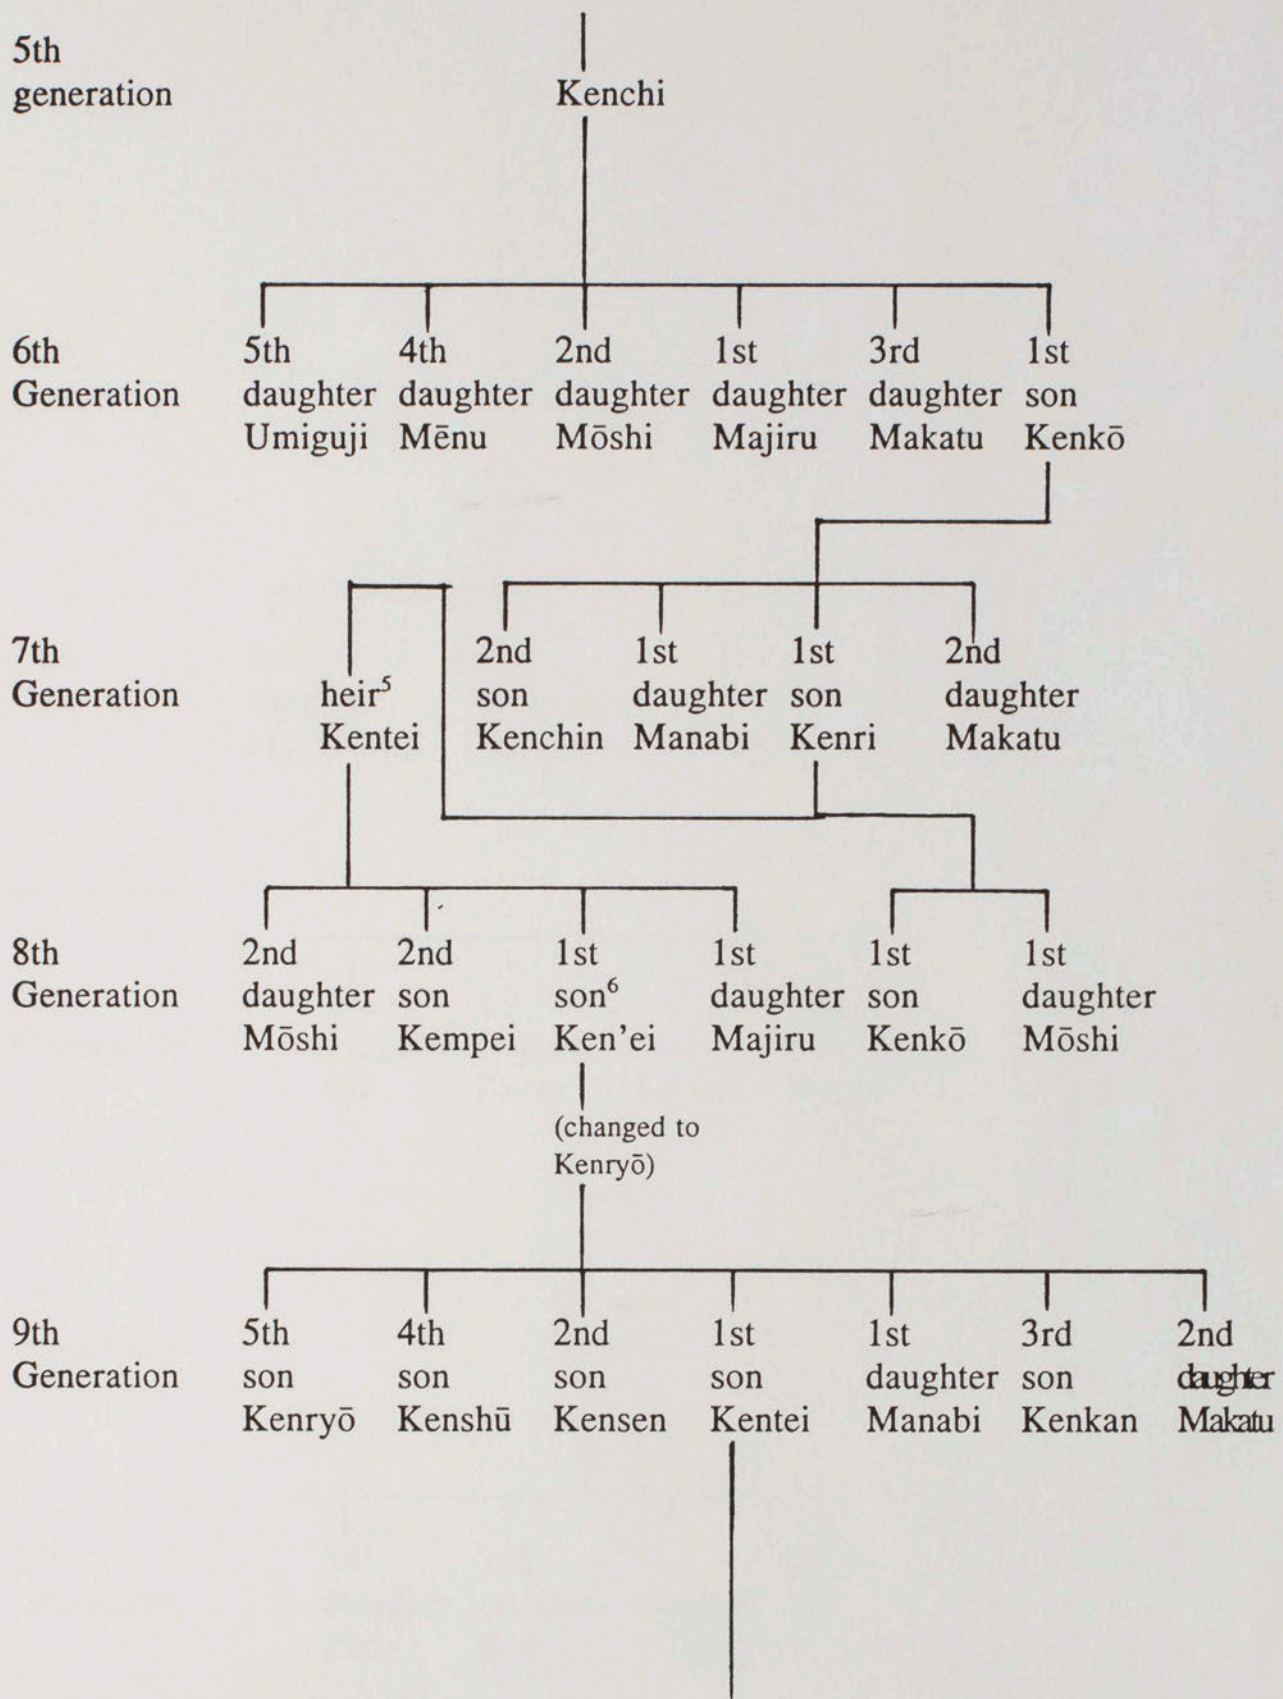 5th
generation
Kenchi
6th
Generation
5th
daughter
Umiguji
4th
daughter
Mēnu
2nd
daughter
Mōshi
1st
daughter
Majiru
3rd
daughter
Makatu
1st
son
Kenkō
7th
Generation
heir⁵
Kentei
2nd
son
Kenchin
1st
daughter
Manabi
1st
son
Kenri
2nd
daughter
Makatu
8th
Generation
2nd
daughter
Mōshi
2nd
son
Kempei
1st
son⁶
Ken’ei
(changed to
Kenryō)
1st
daughter
Majiru
1st
son
Kenkō
1st
daughter
Mōshi
9th
Generation
5th
son
Kenryō
4th
son
Kenshū
2nd
son
Kensen
1st
son
Kentei
1st
daughter
Manabi
3rd
son
Kenkan
2nd
daughter
Makatu